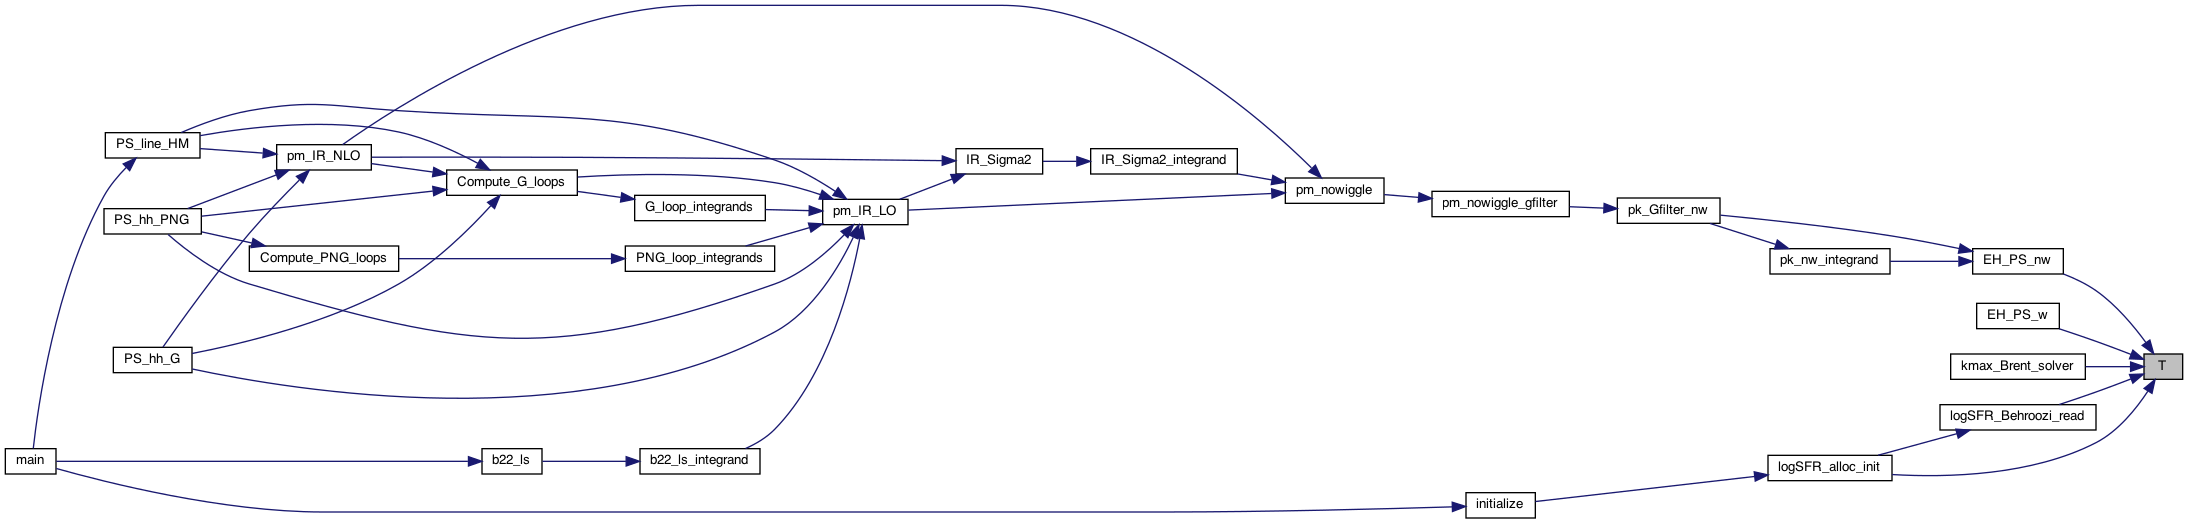 PS_line_HM
pm_IR_NLO
IR_Sigma2
IR_Sigma2_integrand
Compute_G_loops
pm_nowiggle
pm_nowiggle_gfilter
G_loop_integrands
pm_IR_LO
pk_Gfilter_nw
PS_hh_PNG
Compute_PNG_loops
PNG_loop_integrands
pk_nw_integrand
EH_PS_nw
EH_PS_w
PS_hh_G
kmax_Brent_solver
T
logSFR_Behroozi_read
main
b22_ls
b22_ls_integrand
logSFR_alloc_init
initialize